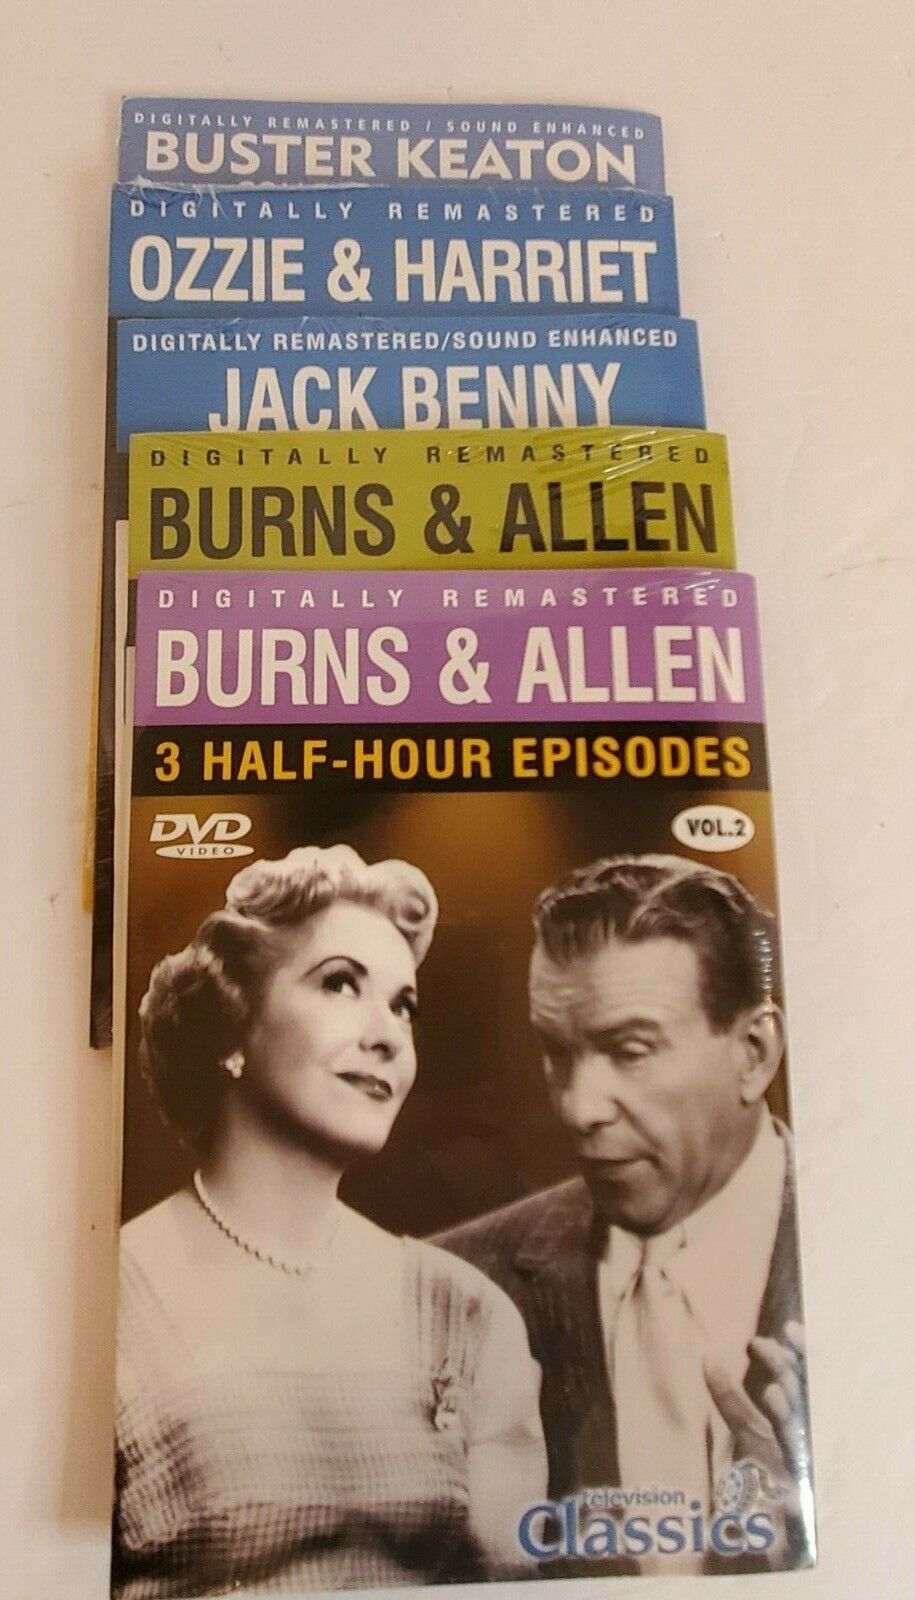 DIGITALLY REMASTERED / SOUND ENHANCED
BUSTER KEATON
DIGITALLY REMASTERED
OZZIE & HARRIET
DIGITALLY REMASTERED/SOUND ENHANCED
JACK BENNY
DIGITALLY REMASTERED
BURNS & ALLEN
DIGITALLY REMASTERED
BURNS & ALLEN
3 HALF-HOUR EPISODES
DVD
VIDEO
VOL.2
television
Classics